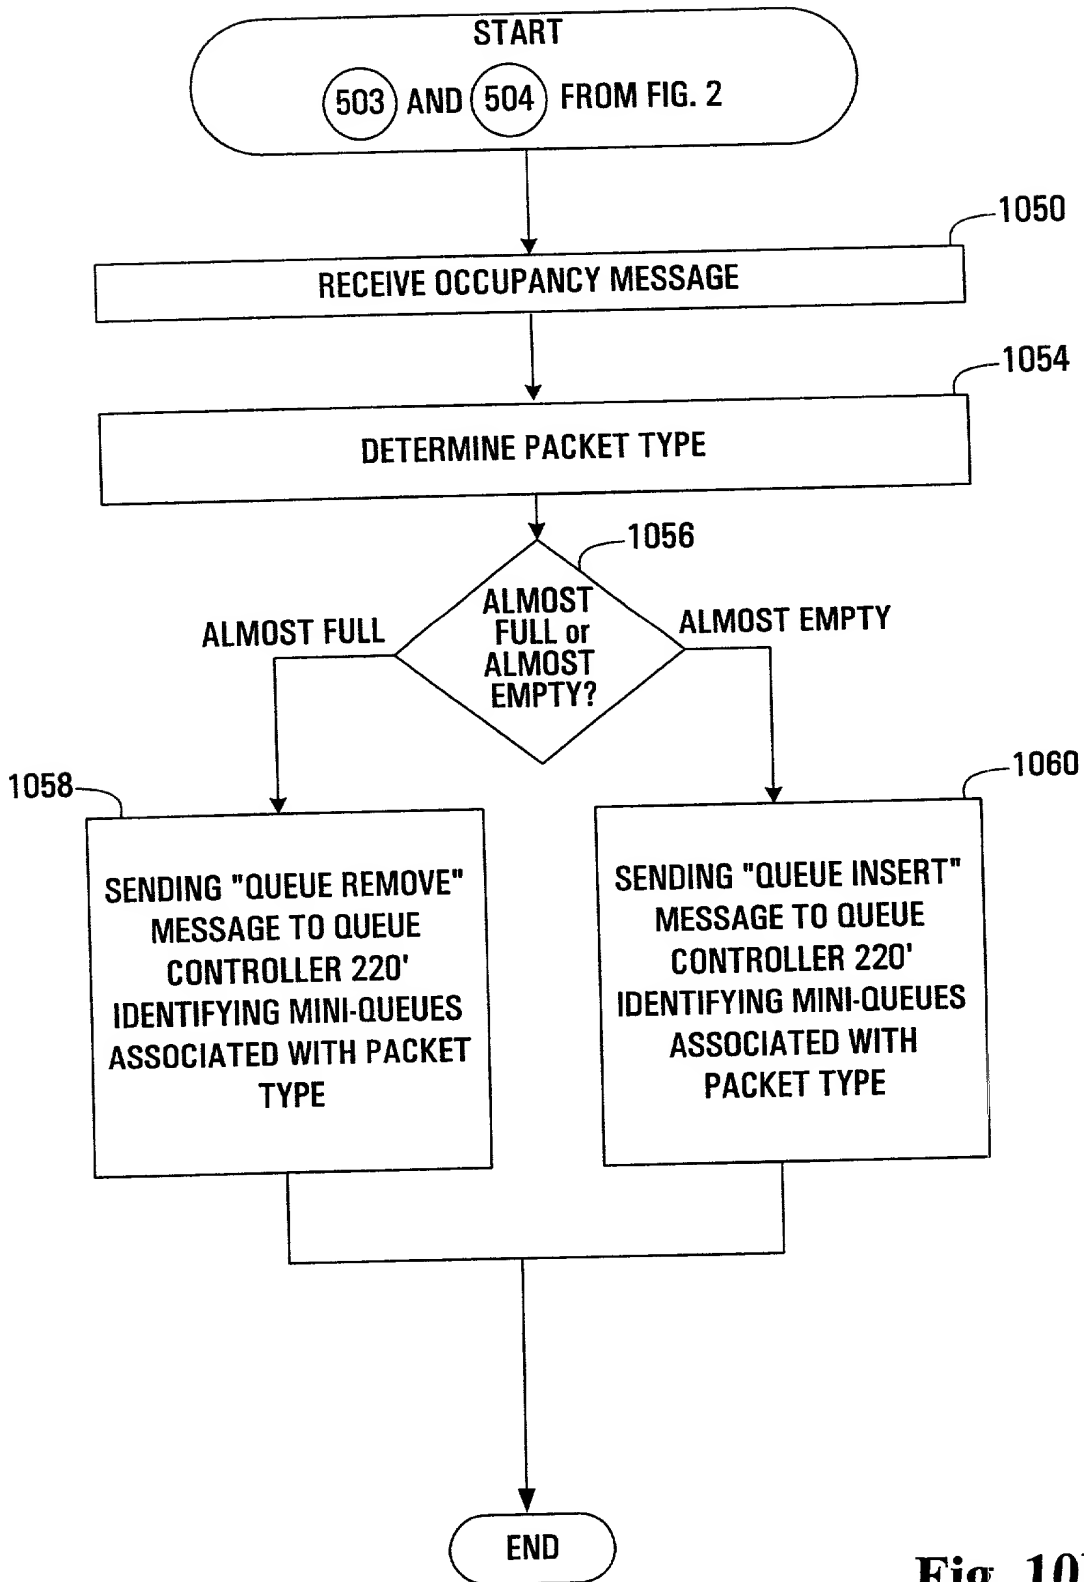 START
503 AND 504 FROM FIG. 2
1050
RECEIVE OCCUPANCY MESSAGE
1054
DETERMINE PACKET TYPE
1056
ALMOST
FULL or
ALMOST
EMPTY?
ALMOST FULL
ALMOST EMPTY
1058
SENDING "QUEUE REMOVE"
MESSAGE TO QUEUE
CONTROLLER 220'
IDENTIFYING MINI-QUEUES
ASSOCIATED WITH PACKET
TYPE
1060
SENDING "QUEUE INSERT"
MESSAGE TO QUEUE
CONTROLLER 220'
IDENTIFYING MINI-QUEUES
ASSOCIATED WITH
PACKET TYPE
END
Fig. 10